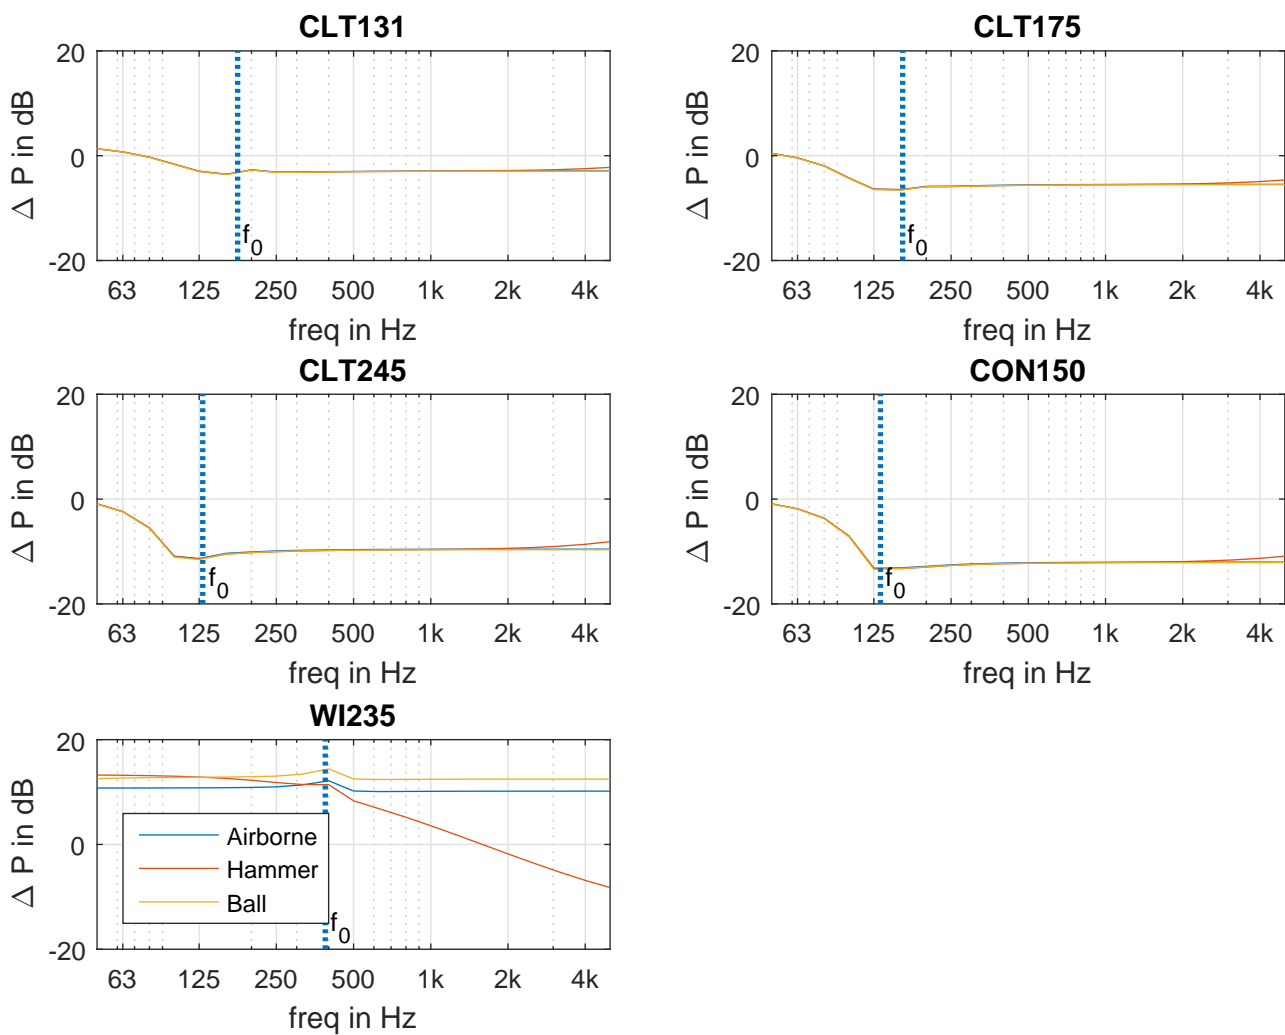 CLT131
20
0
-20
Δ P in dB
f0
63 125 250 500 1k 2k 4k
freq in Hz
CLT175
20
0
-20
Δ P in dB
f0
63 125 250 500 1k 2k 4k
freq in Hz
CLT245
20
0
-20
Δ P in dB
f0
63 125 250 500 1k 2k 4k
freq in Hz
CON150
20
0
-20
Δ P in dB
f0
63 125 250 500 1k 2k 4k
freq in Hz
WI235
20
0
-20
Δ P in dB
Airborne
Hammer
Ball
f0
63 125 250 500 1k 2k 4k
freq in Hz